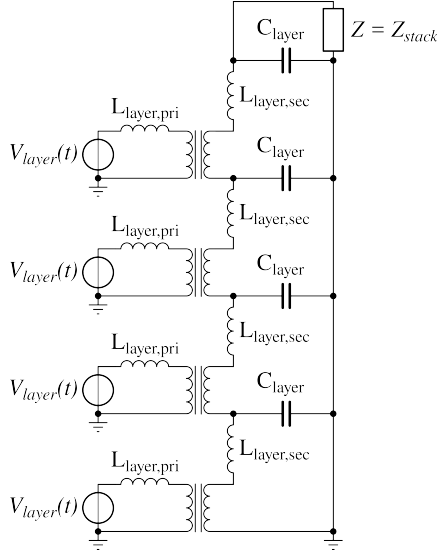 C_layer
Z = Z_stack
L_layer,pri
L_layer,sec
V_layer(t)
C_layer
L_layer,pri
L_layer,sec
V_layer(t)
C_layer
L_layer,pri
L_layer,sec
V_layer(t)
C_layer
L_layer,pri
L_layer,sec
V_layer(t)